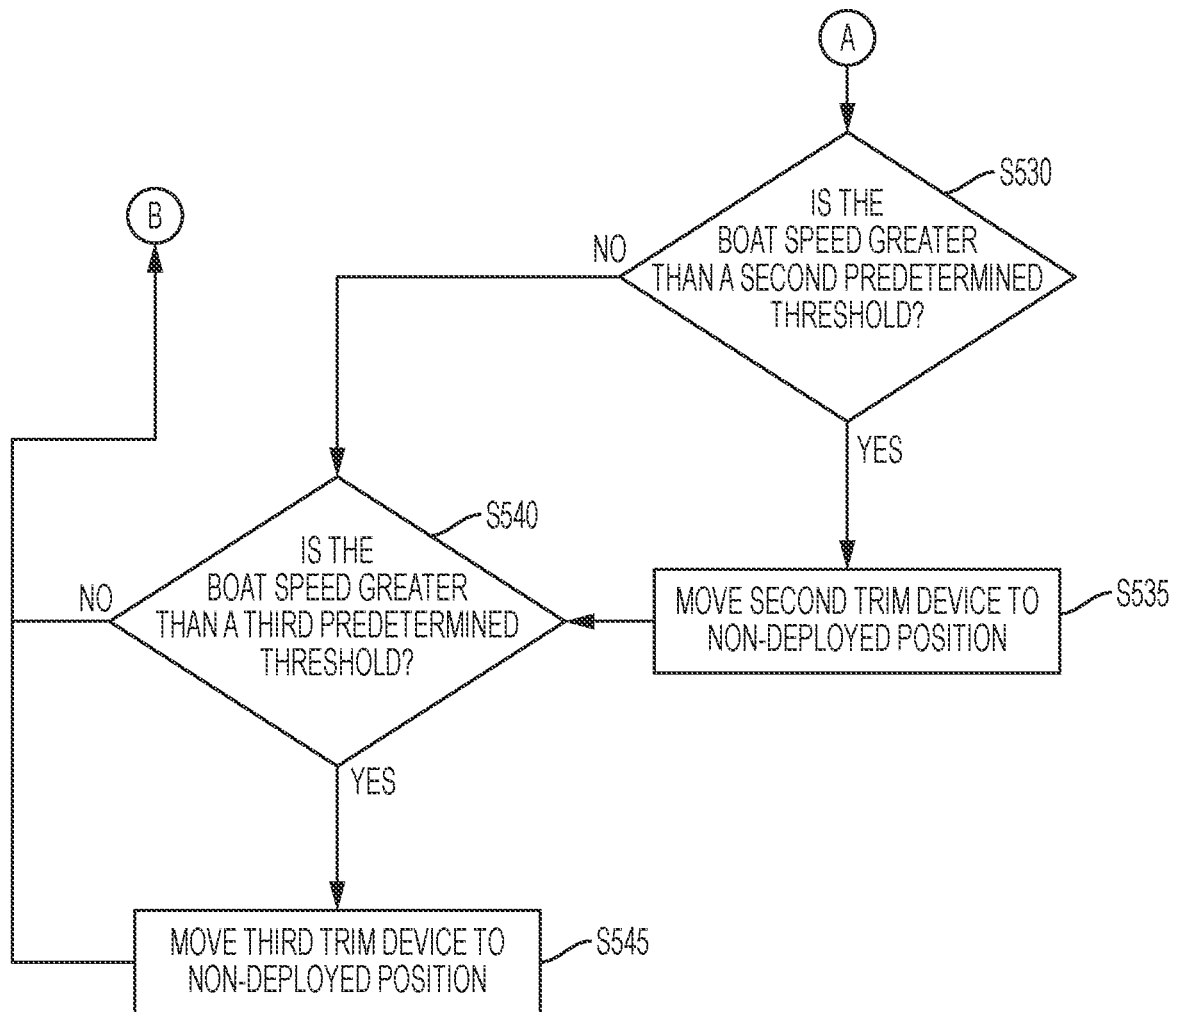 A
S530
IS THE
BOAT SPEED GREATER
THAN A SECOND PREDETERMINED
THRESHOLD?
NO
YES
B
S540
IS THE
BOAT SPEED GREATER
THAN A THIRD PREDETERMINED
THRESHOLD?
NO
YES
MOVE SECOND TRIM DEVICE TO
NON-DEPLOYED POSITION
S535
MOVE THIRD TRIM DEVICE TO
NON-DEPLOYED POSITION
S545